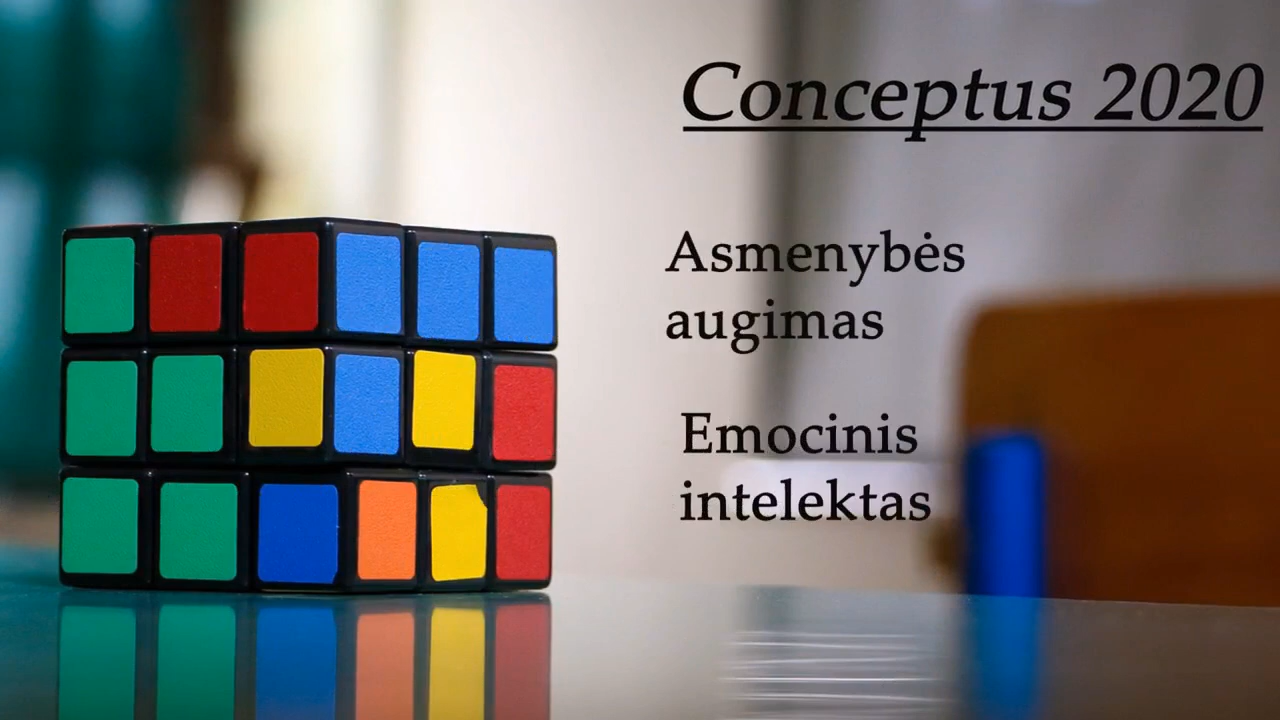 Conceptus 2020
Asmenybės
augimas
Emocinis
intelektas